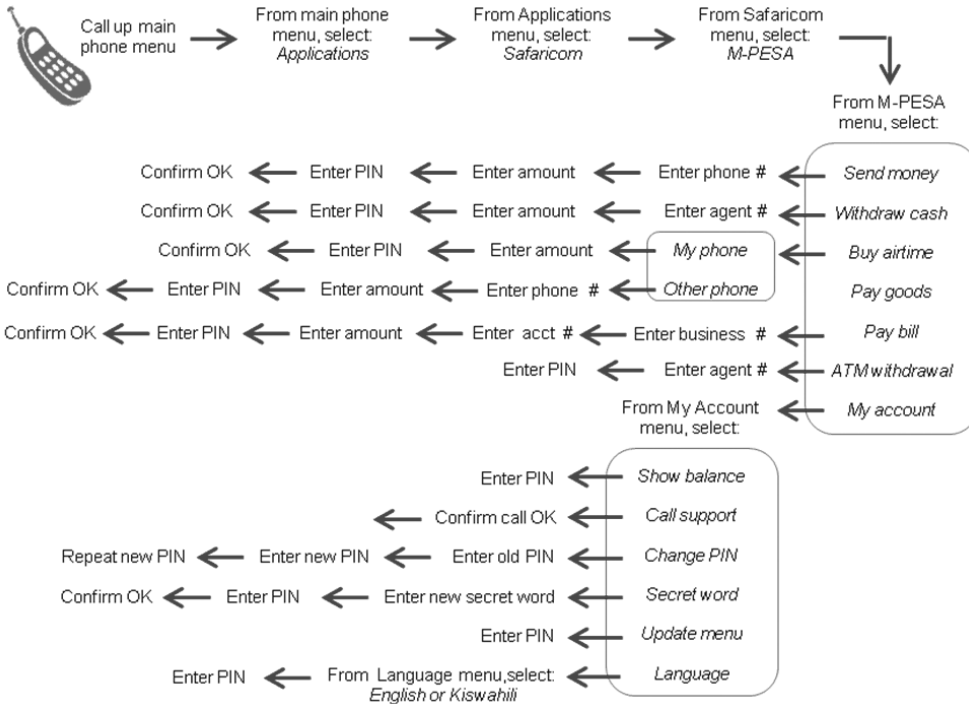 Call up main
phone menu
From main phone
menu, select:
Applications
From Applications
menu, select:
Safaricom
From Safaricom
menu, select:
M-PESA
From M-PESA
menu, select:
Send money
Enter phone #
Enter amount
Enter PIN
Confirm OK
Withdraw cash
Enter agent #
Enter amount
Enter PIN
Confirm OK
Buy airtime
My phone
Enter amount
Enter PIN
Confirm OK
Other phone
Enter phone #
Enter amount
Enter PIN
Confirm OK
Pay goods
Pay bill
Enter business #
Enter acct #
Enter amount
Enter PIN
Confirm OK
ATM withdrawal
Enter agent #
Enter PIN
My account
From My Account
menu, select:
Show balance
Enter PIN
Call support
Confirm call OK
Change PIN
Enter old PIN
Enter new PIN
Repeat new PIN
Secret word
Enter new secret word
Enter PIN
Confirm OK
Update menu
Enter PIN
Language
From Language menu,select:
English or Kiswahili
Enter PIN